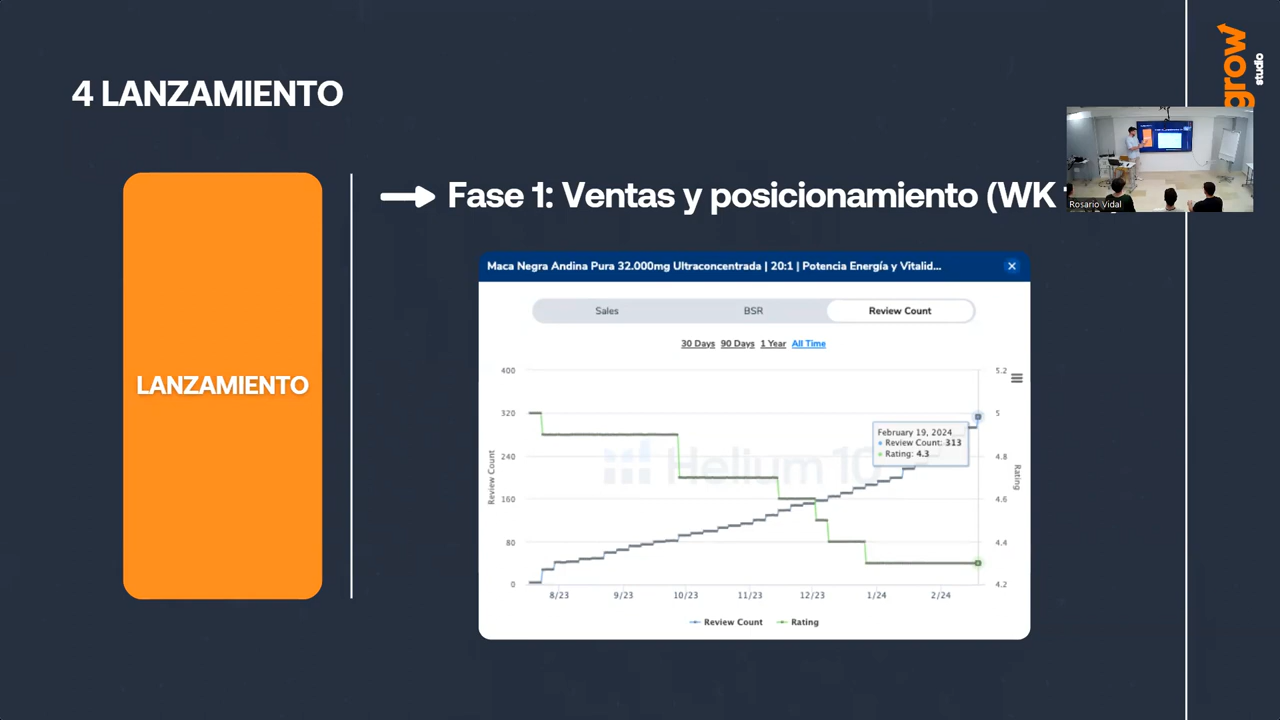 4 LANZAMIENTO
grow
studio
Fase 1: Ventas y posicionamiento (WK
Rosario Vidal
LANZAMIENTO
Maca Negra Andina Pura 32.000mg Ultraconcentrada | 20:1 | Potencia Energía y Vitalid...
Sales
BSR
Review Count
30 Days
90 Days
1 Year
All Time
400
320
240
160
80
0
Review Count
5.2
5
4.8
4.6
4.4
4.2
Rating
Helium 10
February 19, 2024
Review Count: 313
Rating: 4.3
8/23
9/23
10/23
11/23
12/23
1/24
2/24
Review Count
Rating